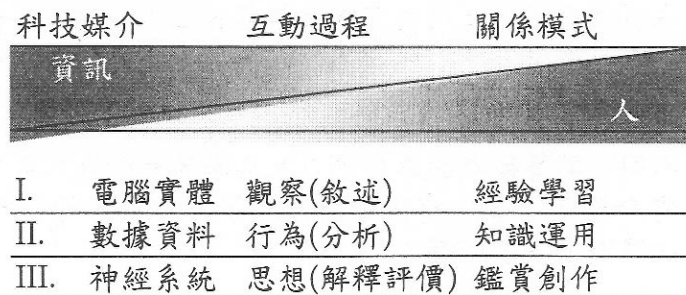 科技媒介 互動過程 關係模式
資訊
人
I. 電腦實體 觀察(敘述) 經驗學習
II. 數據資料 行為(分析) 知識運用
III. 神經系統 思想(解釋評價) 鑑賞創作